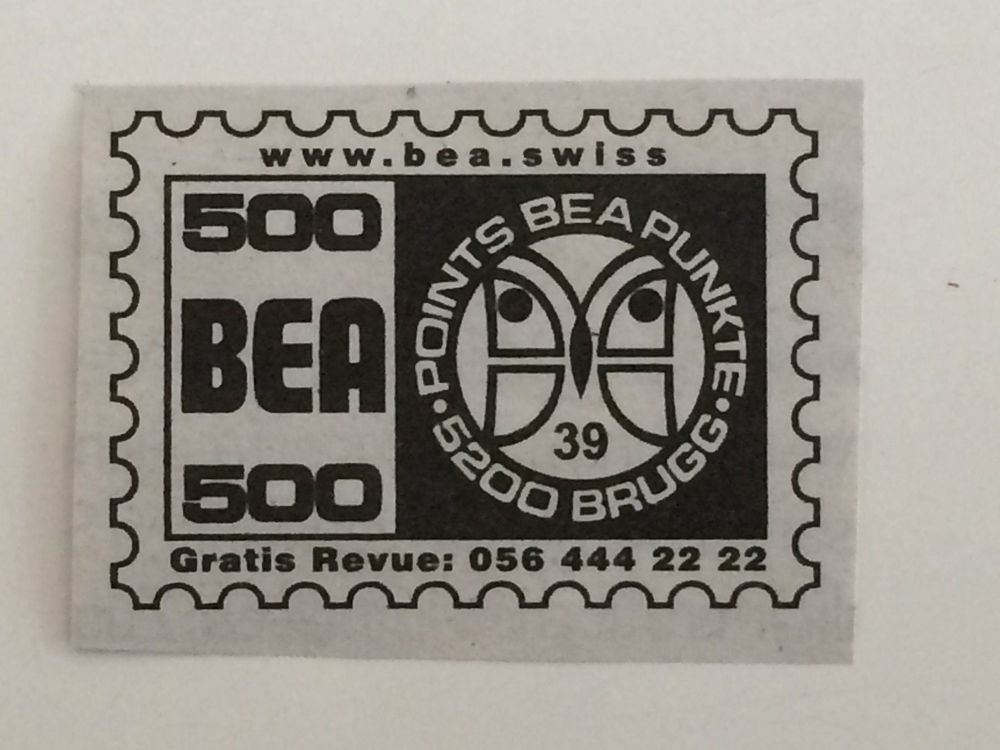 www.bea.swiss
500
BEA
500
POINTS BEA PUNKTE
• 5200 BRUGG •
39
Gratis Revue: 056 444 22 22